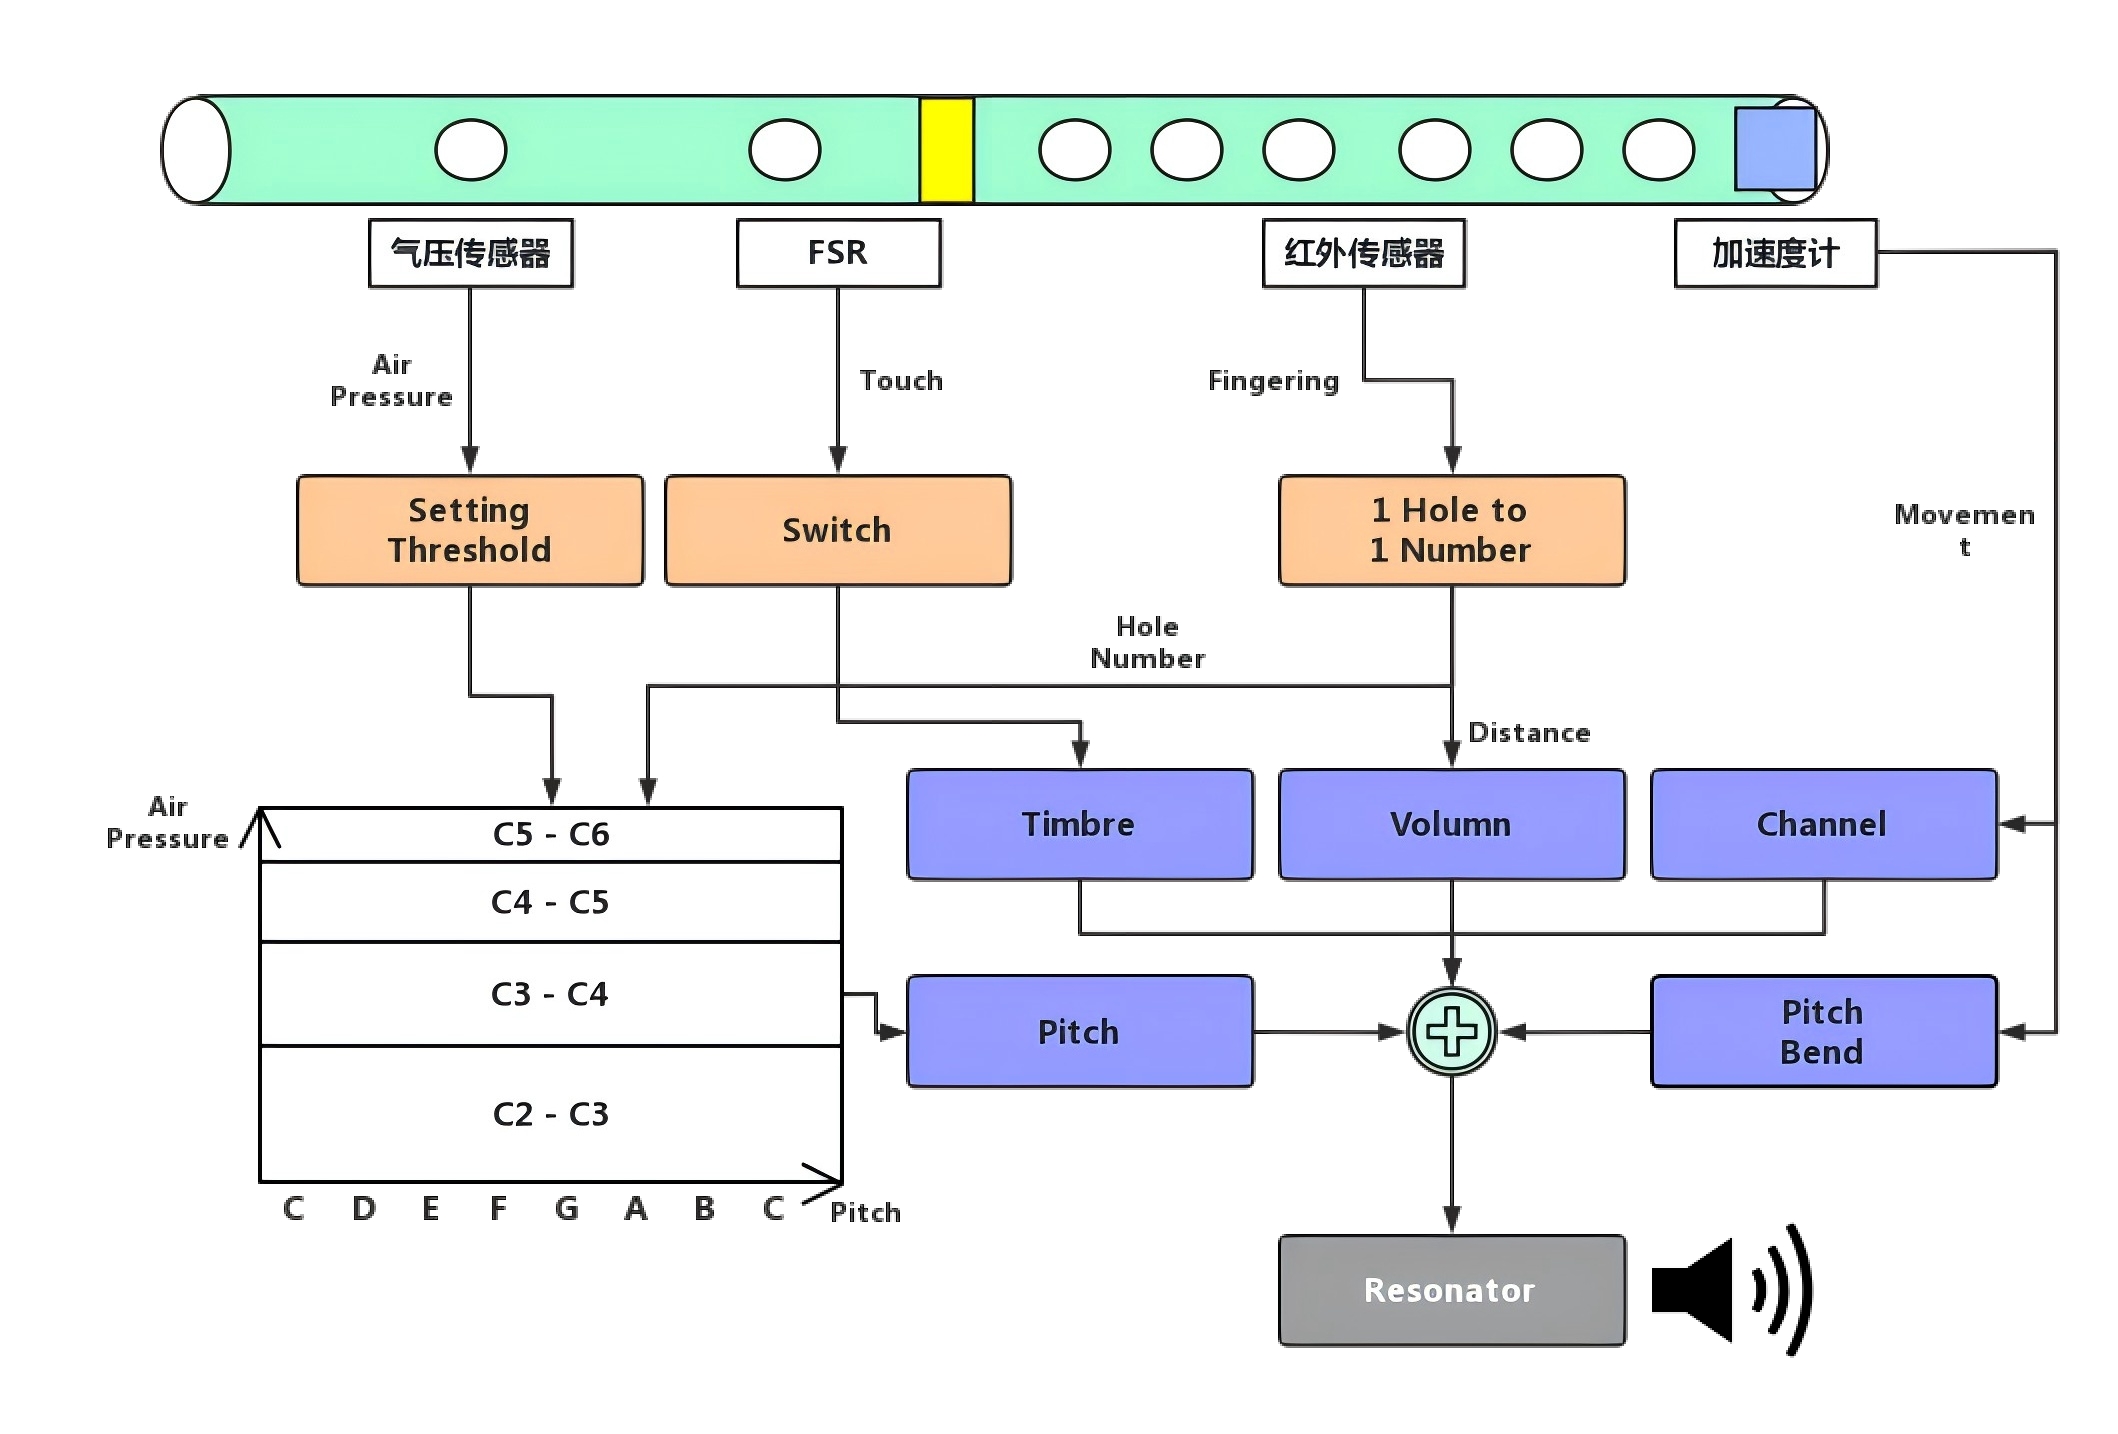 气压传感器
FSR
红外传感器
加速度计
Air
Pressure
Touch
Fingering
Movemen
t
Setting
Threshold
Switch
1 Hole to
1 Number
Hole
Number
Distance
Air
Pressure
C5 - C6
C4 - C5
C3 - C4
C2 - C3
C D E F G A B C
Pitch
Timbre
Volumn
Channel
Pitch
Pitch
Bend
Resonator